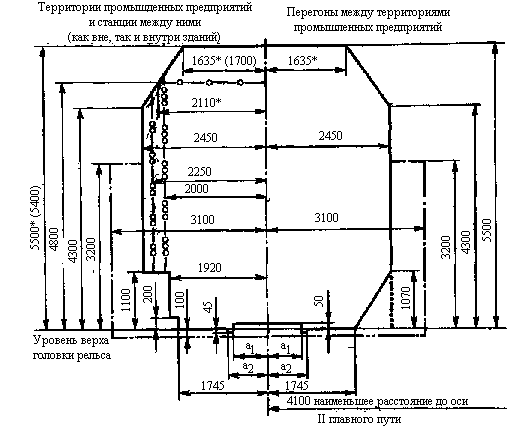 Территории промышденных предприятий
и станции между ними
(как вне, так и внутри зданий)
Перегоны между территориями
промышленных предприятий
1635* (1700)
1635*
2110*
2450
2450
2250
2000
3100
3100
1920
5500* (5400)
4800
4300
3200
1100
200
100
45
50
1070
3200
4300
5500
Уровень верха
головки рельса
a1
a1
a2
a2
1745
1745
4100 наименьшее расстояние до оси
II главного пути